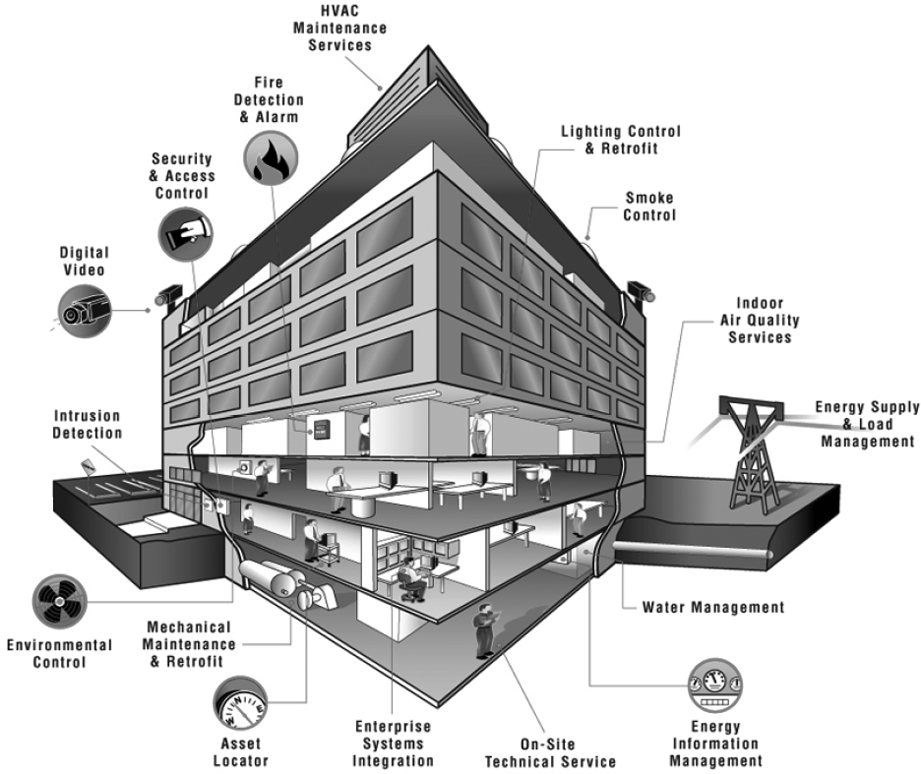 HVAC
Maintenance
Services
Fire
Detection
& Alarm
Lighting Control
& Retrofit
Security
& Access
Control
Smoke
Control
Digital
Video
Indoor
Air Quality
Services
Intrusion
Detection
Energy Supply
& Load
Management
Environmental
Control
Mechanical
Maintenance
& Retrofit
Water Management
Asset
Locator
Enterprise
Systems
Integration
On-Site
Technical Service
Energy
Information
Management